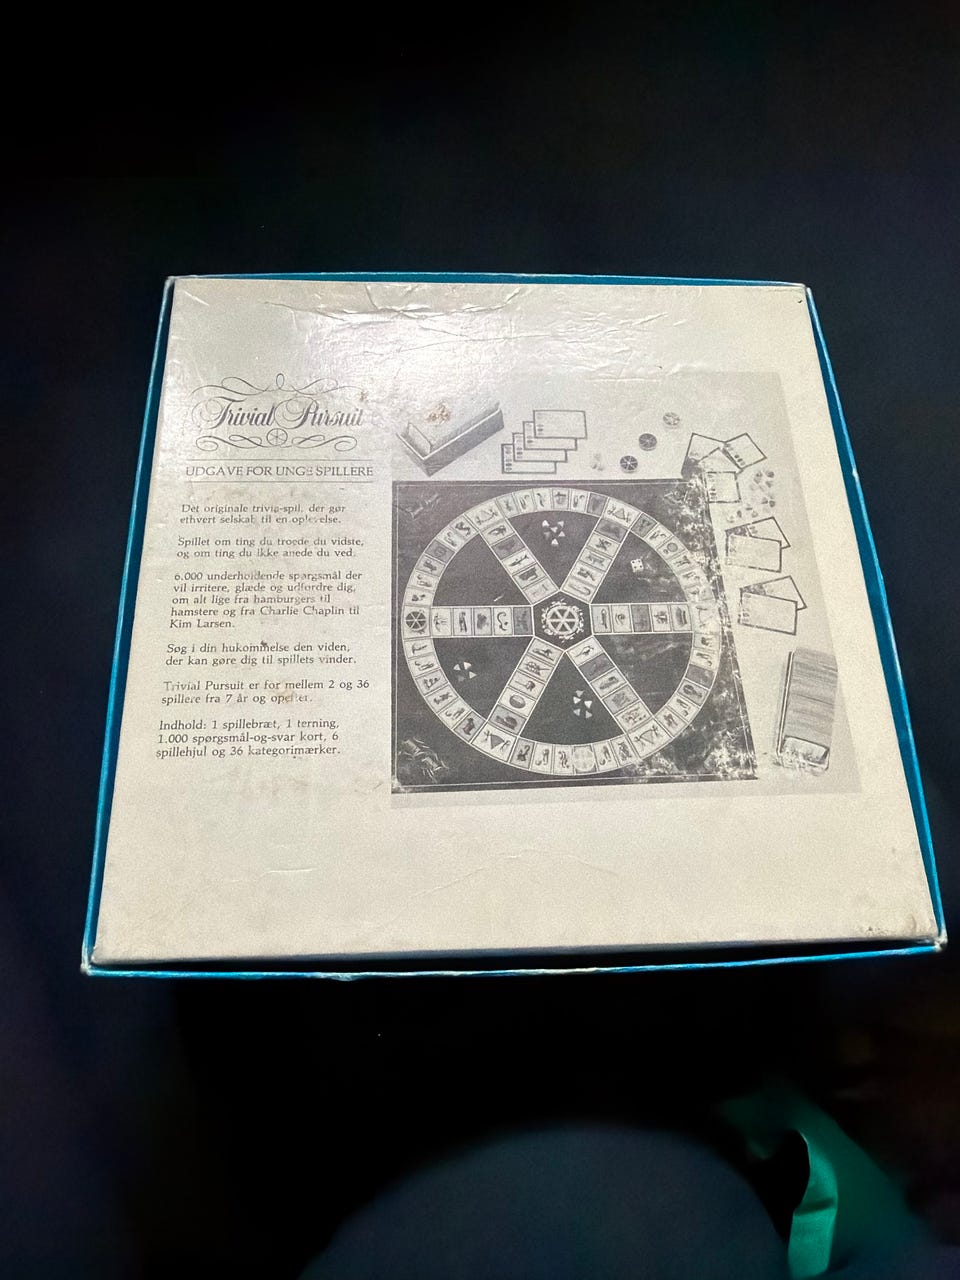 Trivial Pursuit
UDGAVE FOR UNGE SPILLERE
Det originale trivia-spil, der gør
ethvert selskab til en oplevelse.
Spillet om ting du troede du vidste,
og om ting du ikke anede du ved.
6.000 underholdende spørgsmål der
vil irritere, glæde og udfordre dig,
om alt lige fra hamburgers til
hamstere og fra Charlie Chaplin til
Kim Larsen.
Søg i din hukommelse den viden,
der kan gøre dig til spillets vinder.
Trivial Pursuit er for mellem 2 og 36
spillere fra 7 år og opefter.
Indhold: 1 spillebræt, 1 terning,
1.000 spørgsmål-og-svar kort, 6
spillehjul og 36 kategorimærker.